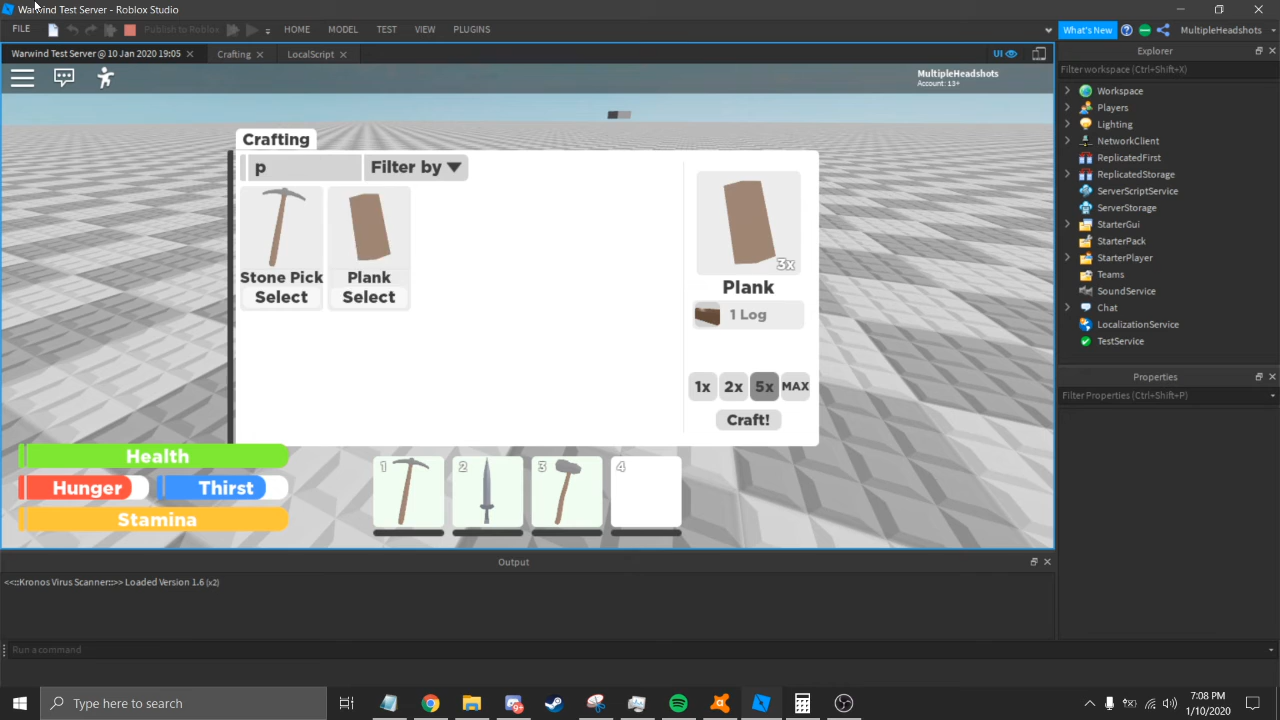 Warwind Test Server - Roblox Studio
FILE
Publish to Roblox
HOME
MODEL
TEST
VIEW
PLUGINS
What's New
MultipleHeadshots
Warwind Test Server @ 10 Jan 2020 19:05
Crafting
LocalScript
UI
MultipleHeadshots
Account: 13+
Crafting
p
Filter by
Stone Pick
Select
Plank
Select
3x
Plank
1 Log
1x
2x
5x
MAX
Craft!
Health
Hunger
Thirst
Stamina
1
2
3
4
Explorer
Filter workspace (Ctrl+Shift+X)
Workspace
Players
Lighting
NetworkClient
ReplicatedFirst
ReplicatedStorage
ServerScriptService
ServerStorage
StarterGui
StarterPack
StarterPlayer
Teams
SoundService
Chat
LocalizationService
TestService
Properties
Filter Properties (Ctrl+Shift+P)
Output
<<::Kronos Virus Scanner::>> Loaded Version 1.6 (x2)
Run a command
Type here to search
7:08 PM
1/10/2020